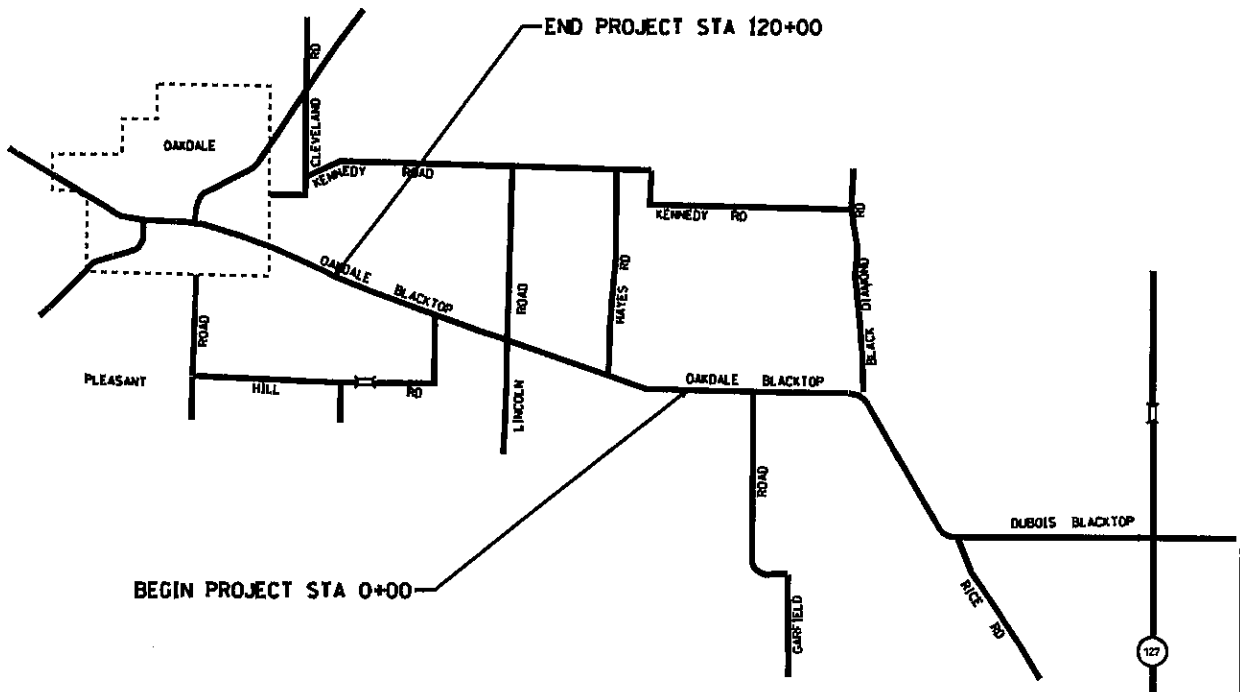 END PROJECT STA 120+00
RD
CLEVELAND
OAKDALE
KENNEDY ROAD
KENNEDY RD
RD
BLACK DIAMOND
OAKDALE BLACKTOP
ROAD
LINCOLN
HAYES RD
ROAD
PLEASANT
HILL RD
OAKDALE BLACKTOP
ROAD
GARFIELD
DUBOIS BLACKTOP
RICE RD
BEGIN PROJECT STA 0+00
127